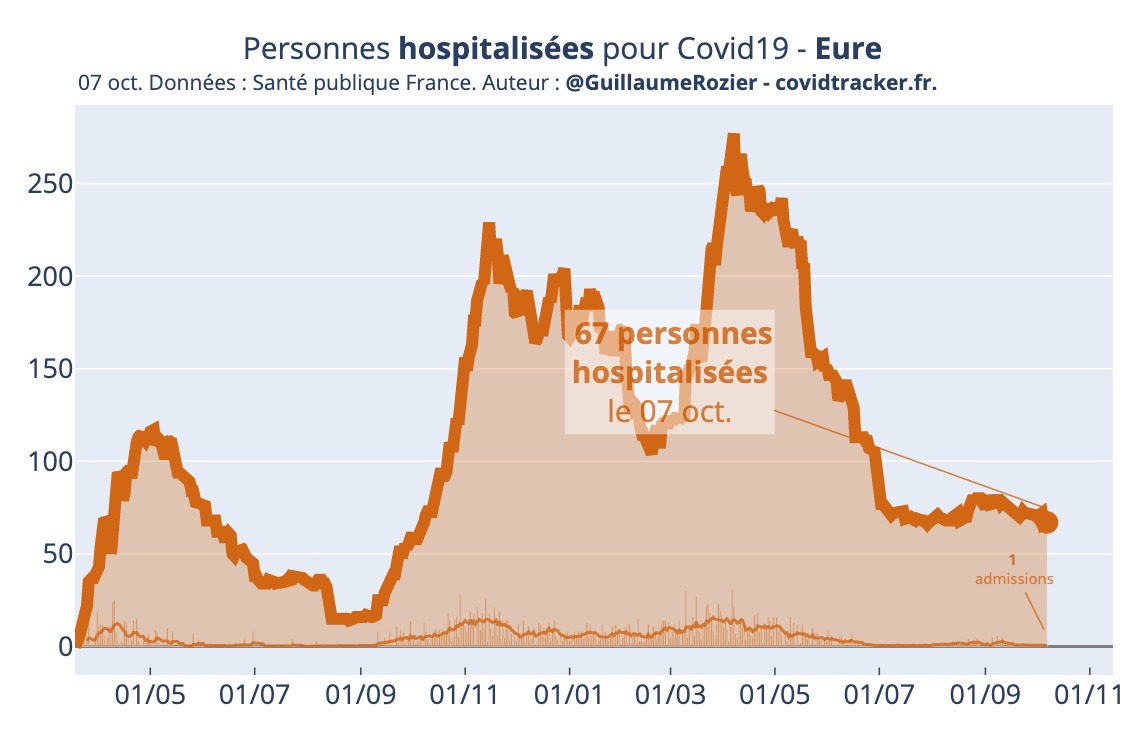 Personnes hospitalisées pour Covid19 - Eure
07 oct. Données : Santé publique France. Auteur : @GuillaumeRozier - covidtracker.fr.
250
200
150
100
50
0
67 personnes
hospitalisées
le 07 oct.
1
admissions
01/05 01/07 01/09 01/11 01/01 01/03 01/05 01/07 01/09 01/11